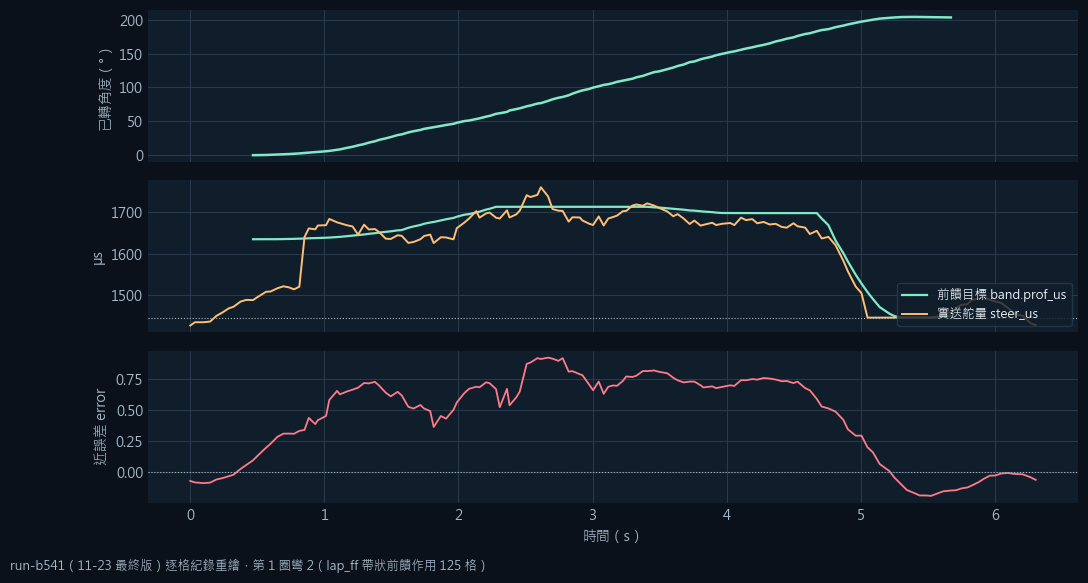 200
150
100
50
0
已轉角度（°）
1700
1600
1500
μs
前饋目標 band.prof_us
實送舵量 steer_us
0.75
0.50
0.25
0.00
近誤差 error
0
1
2
3
4
5
6
時間（s）
run-b541（11-23 最終版）逐格紀錄重繪 · 第 1 圈彎 2（lap_ff 帶狀前饋作用 125 格）